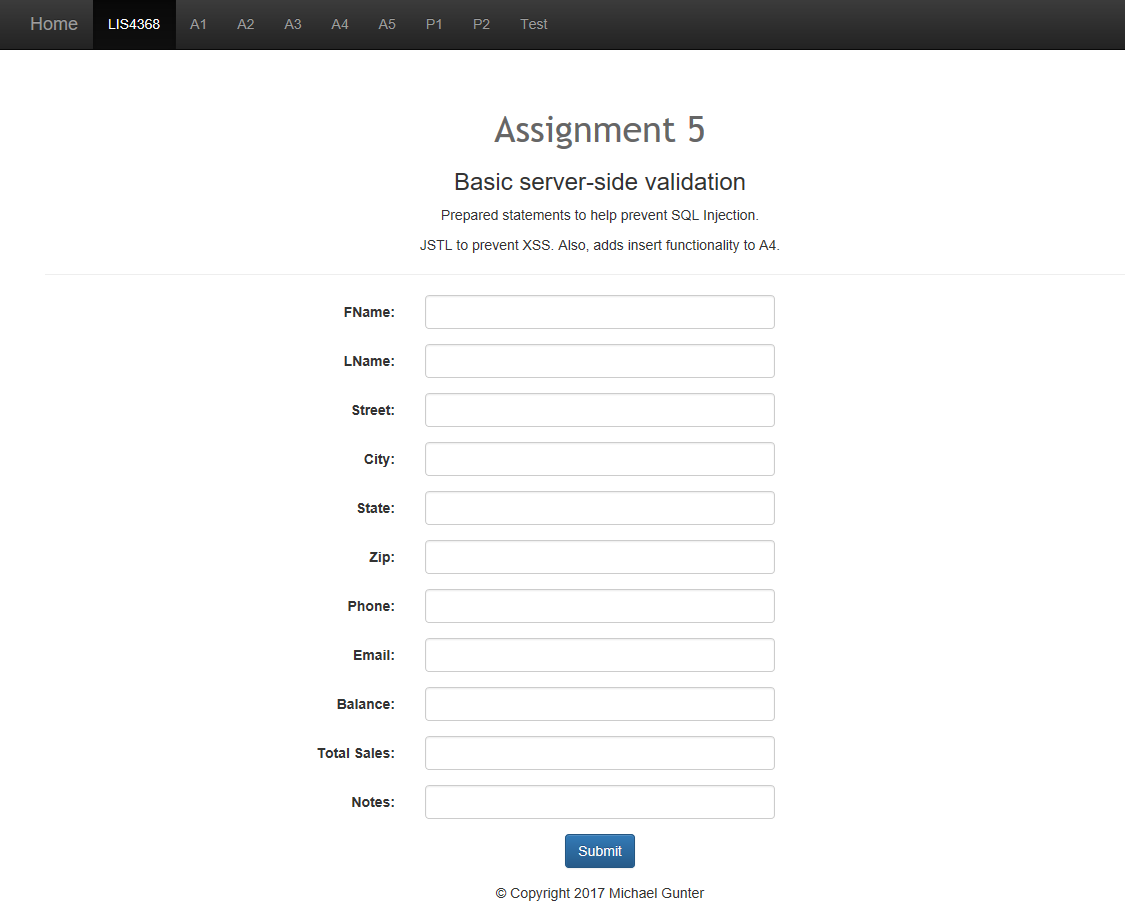 Home LIS4368 A1 A2 A3 A4 A5 P1 P2 Test
Assignment 5
Basic server-side validation
Prepared statements to help prevent SQL Injection.
JSTL to prevent XSS. Also, adds insert functionality to A4.
FName:
LName:
Street:
City:
State:
Zip:
Phone:
Email:
Balance:
Total Sales:
Notes:
Submit
© Copyright 2017 Michael Gunter